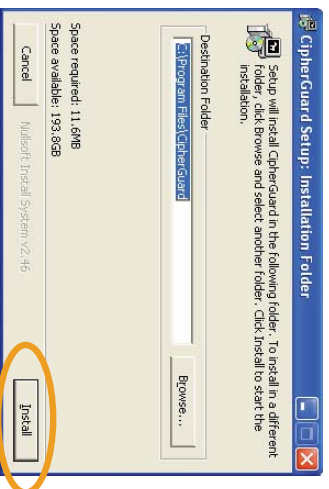 CipherGuard Setup: Installation Folder
Setup will install CipherGuard in the following folder. To install in a different
folder, click Browse and select another folder. Click Install to start the
installation.
Destination Folder
C:\Program Files\CipherGuard
Browse...
Space required: 11.6MB
Space available: 193.8GB
Cancel
Nullsoft Install System v2.46
Install